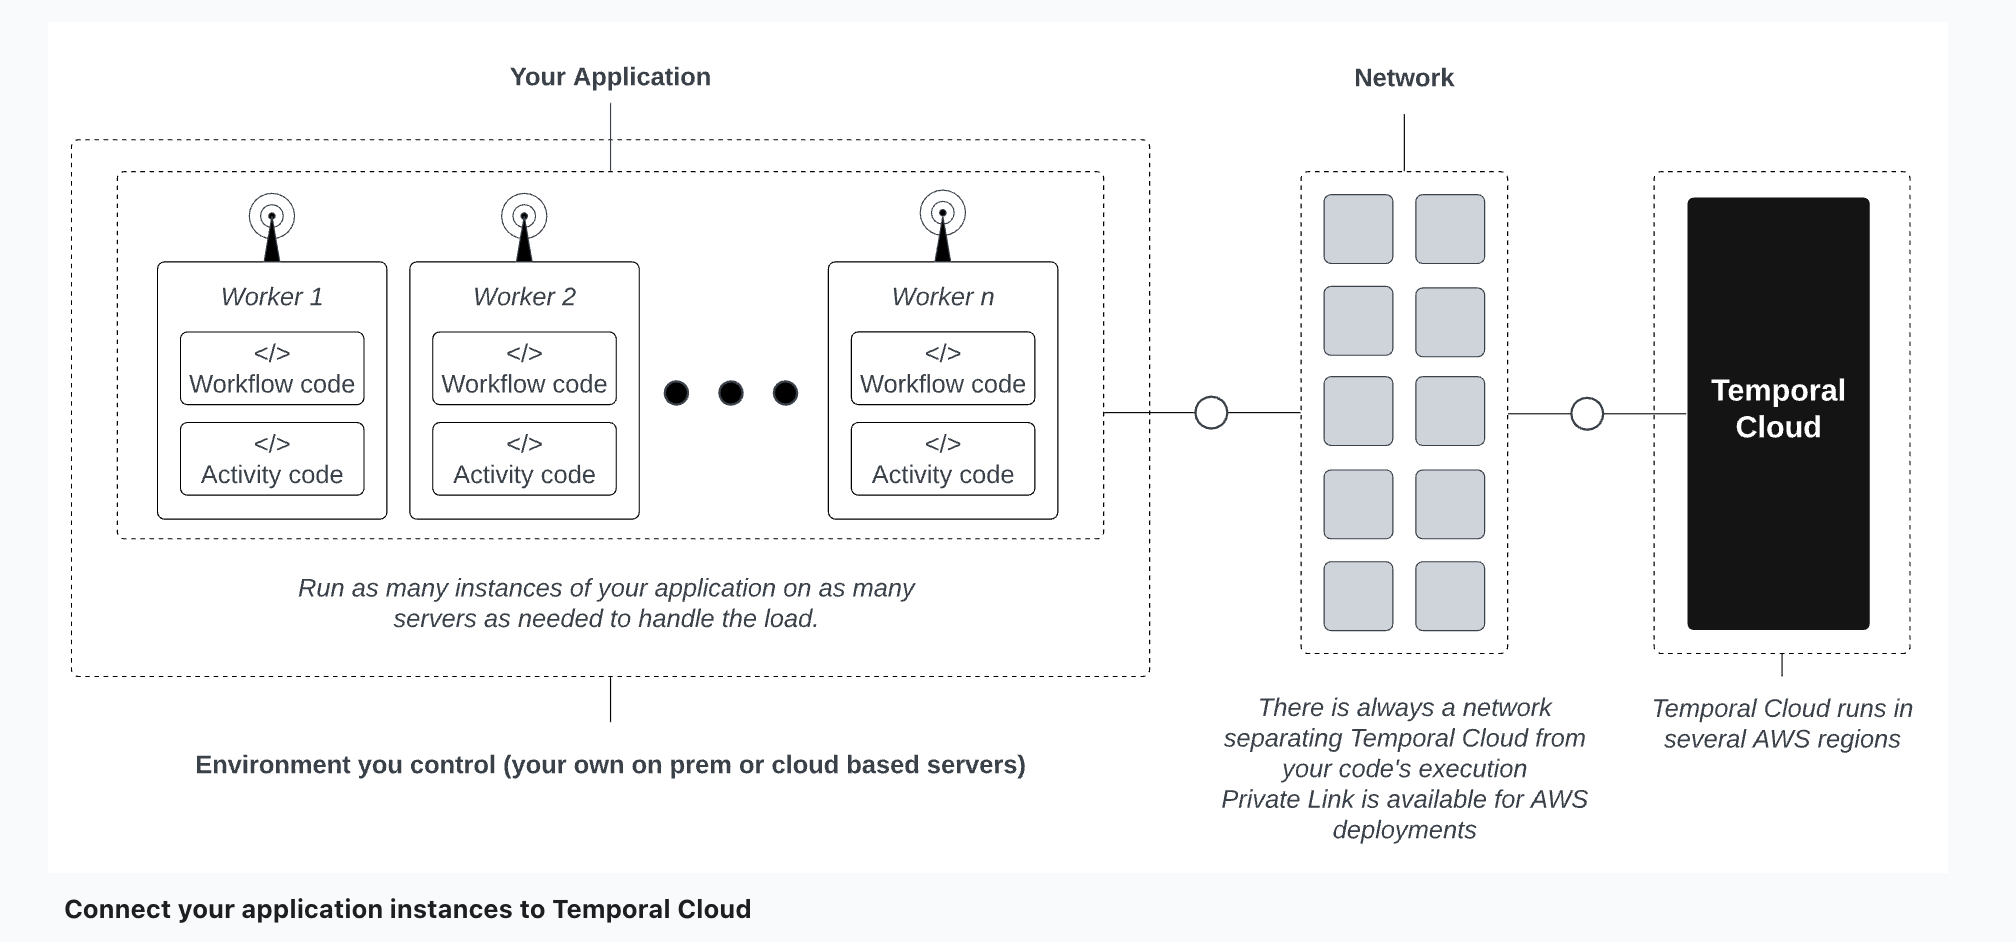 Your Application
Network
Worker 1
</>
Workflow code
</>
Activity code
Worker 2
</>
Workflow code
</>
Activity code
Worker n
</>
Workflow code
</>
Activity code
Temporal
Cloud
Run as many instances of your application on as many
servers as needed to handle the load.
Environment you control (your own on prem or cloud based servers)
There is always a network
separating Temporal Cloud from
your code's execution
Private Link is available for AWS
deployments
Temporal Cloud runs in
several AWS regions
Connect your application instances to Temporal Cloud